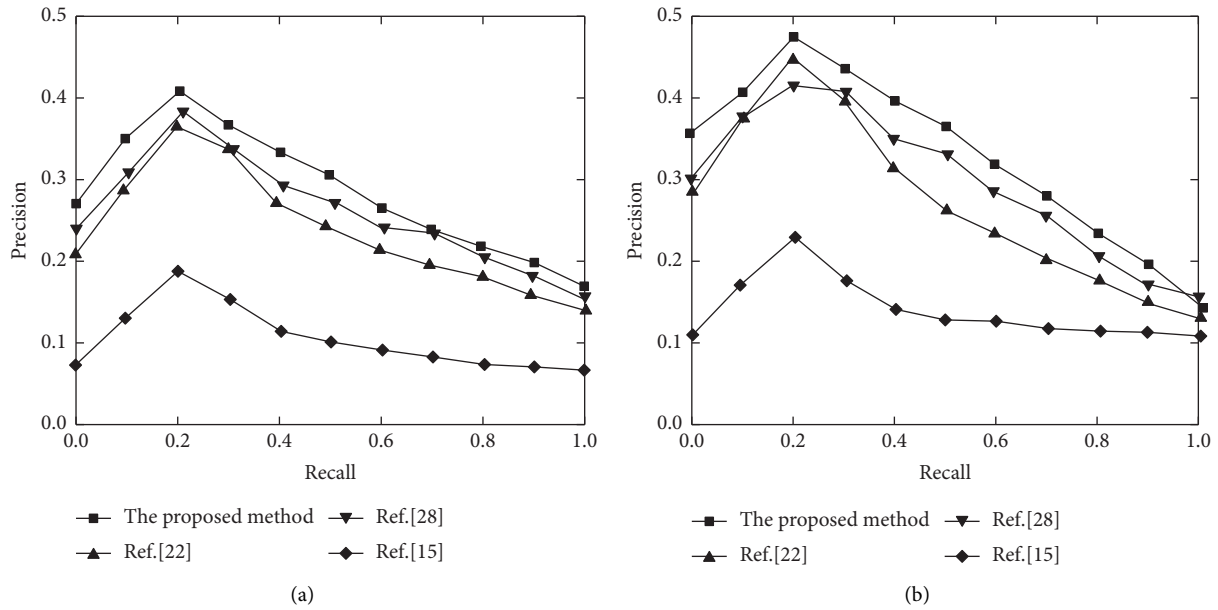 0.5
0.4
0.3
0.2
0.1
0.0
Precision
0.0 0.2 0.4 0.6 0.8 1.0
Recall
The proposed method
Ref.[28]
Ref.[22]
Ref.[15]
(a)
0.5
0.4
0.3
0.2
0.1
0.0
Precision
0.0 0.2 0.4 0.6 0.8 1.0
Recall
The proposed method
Ref.[28]
Ref.[22]
Ref.[15]
(b)